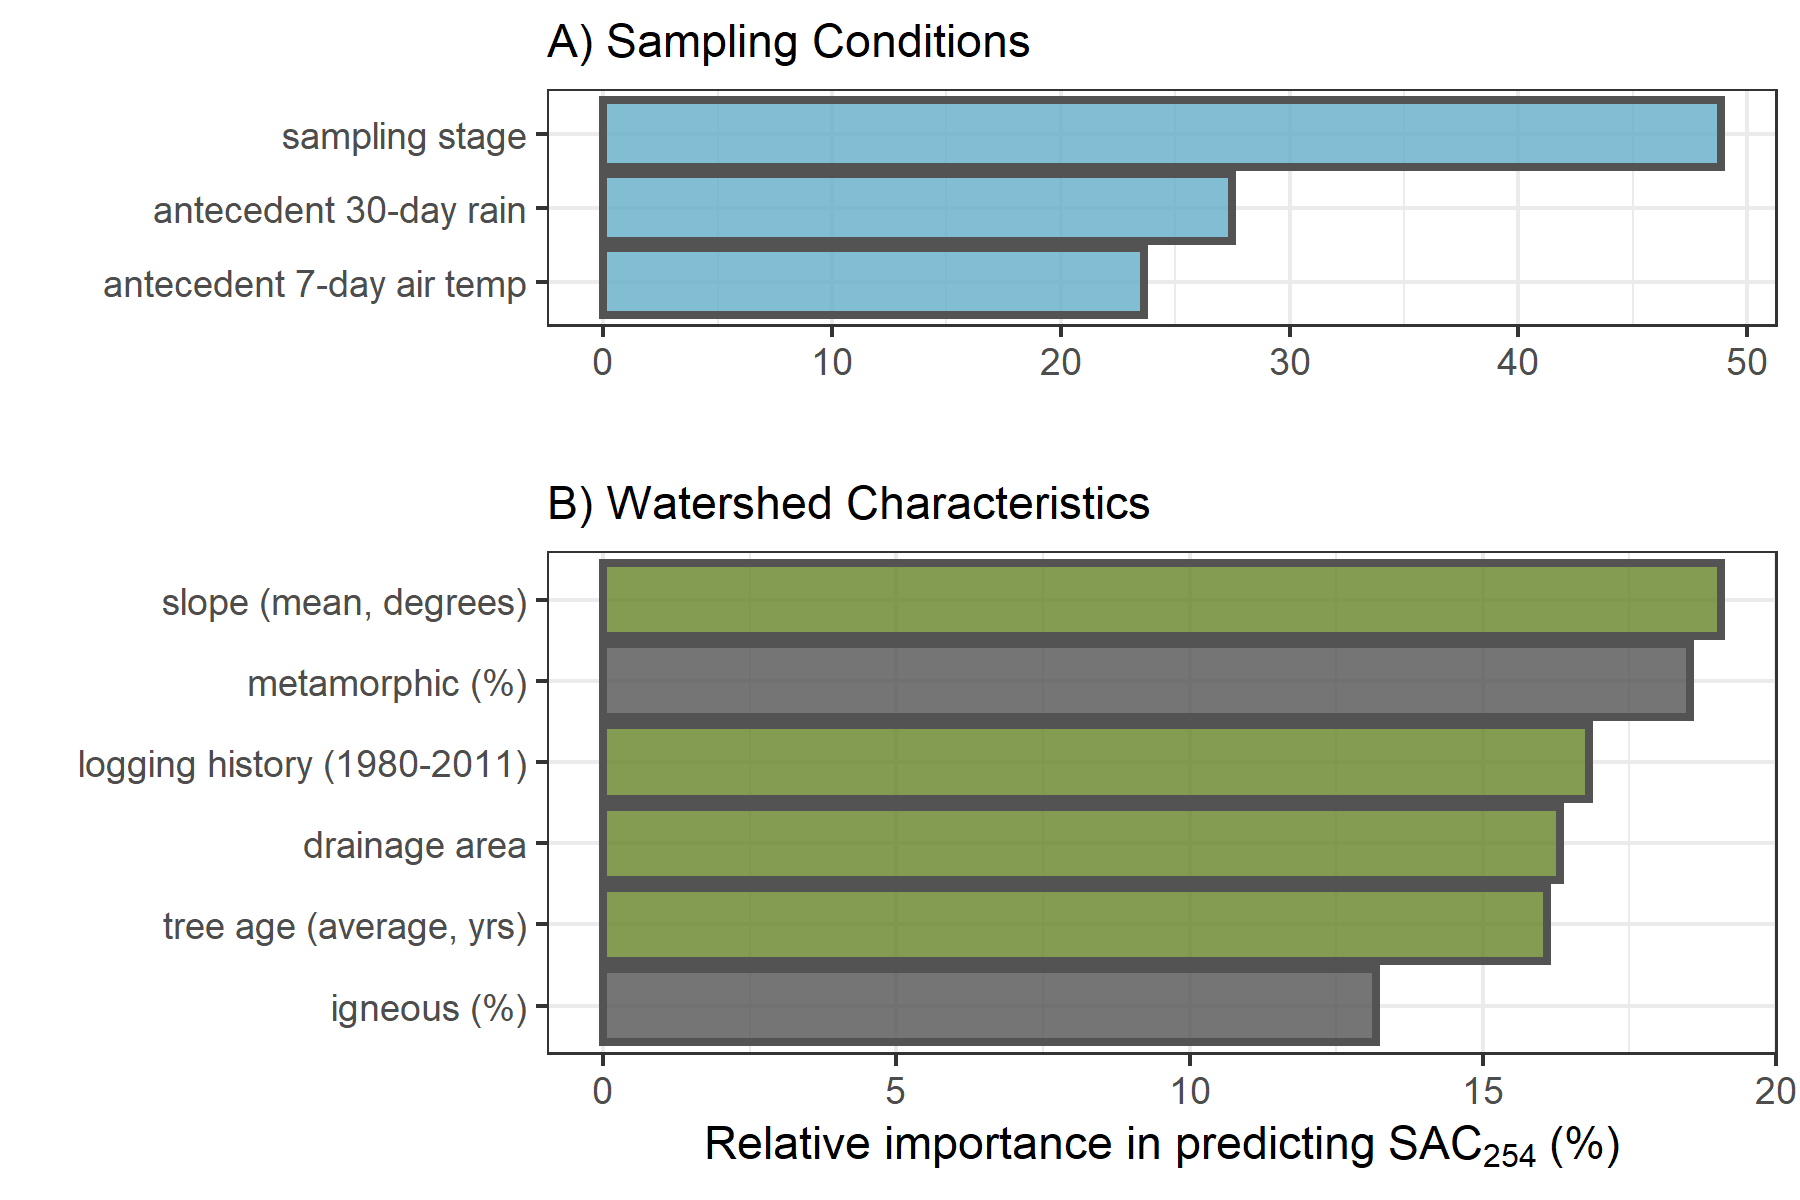 A) Sampling Conditions
sampling stage
antecedent 30-day rain
antecedent 7-day air temp
0 10 20 30 40 50
B) Watershed Characteristics
slope (mean, degrees)
metamorphic (%)
logging history (1980-2011)
drainage area
tree age (average, yrs)
igneous (%)
0 5 10 15 20
Relative importance in predicting SAC₂₅₄ (%)